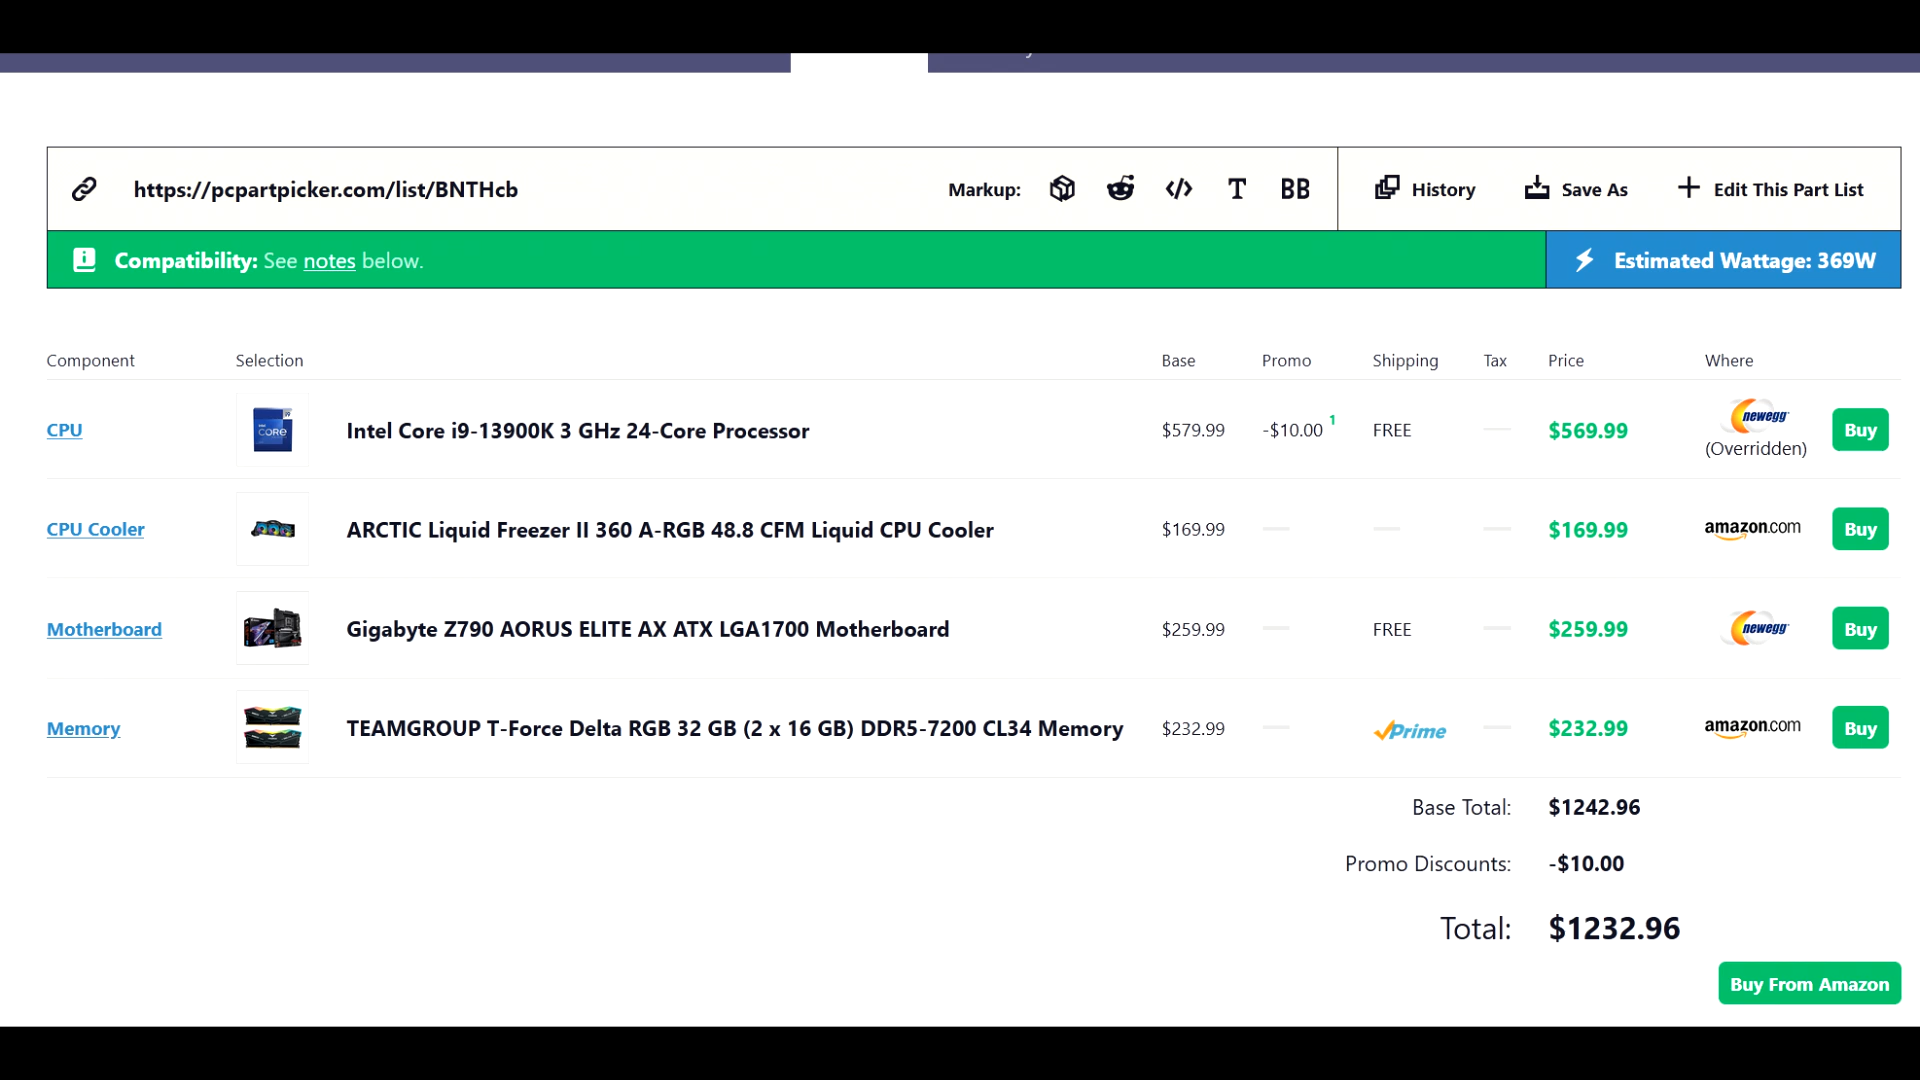 https://pcpartpicker.com/list/BNTHcb Markup: T BB History Save As Edit This Part List
Compatibility: See notes below. Estimated Wattage: 369W
Component Selection Base Promo Shipping Tax Price Where
CPU Intel Core i9-13900K 3 GHz 24-Core Processor $579.99 -$10.00 1 FREE $569.99 newegg Buy
(Overridden)
CPU Cooler ARCTIC Liquid Freezer II 360 A-RGB 48.8 CFM Liquid CPU Cooler $169.99 $169.99 amazon.com Buy
Motherboard Gigabyte Z790 AORUS ELITE AX ATX LGA1700 Motherboard $259.99 FREE $259.99 newegg Buy
Memory TEAMGROUP T-Force Delta RGB 32 GB (2 x 16 GB) DDR5-7200 CL34 Memory $232.99 Prime $232.99 amazon.com Buy
Base Total: $1242.96
Promo Discounts: -$10.00
Total: $1232.96
Buy From Amazon